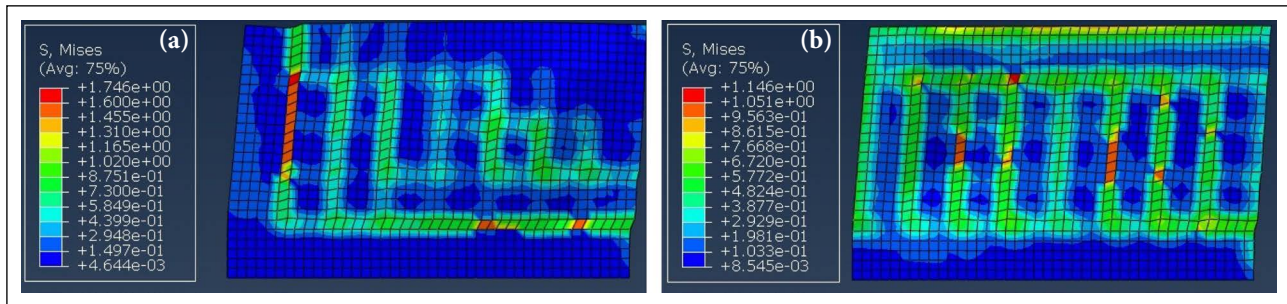 (a)
S, Mises
(Avg: 75%)
+1.746e+00
+1.600e+00
+1.455e+00
+1.310e+00
+1.165e+00
+1.020e+00
+8.751e-01
+7.300e-01
+5.849e-01
+4.399e-01
+2.948e-01
+1.497e-01
+4.644e-03
(b)
S, Mises
(Avg: 75%)
+1.146e+00
+1.051e+00
+9.563e-01
+8.615e-01
+7.668e-01
+6.720e-01
+5.772e-01
+4.824e-01
+3.877e-01
+2.929e-01
+1.981e-01
+1.033e-01
+8.545e-03